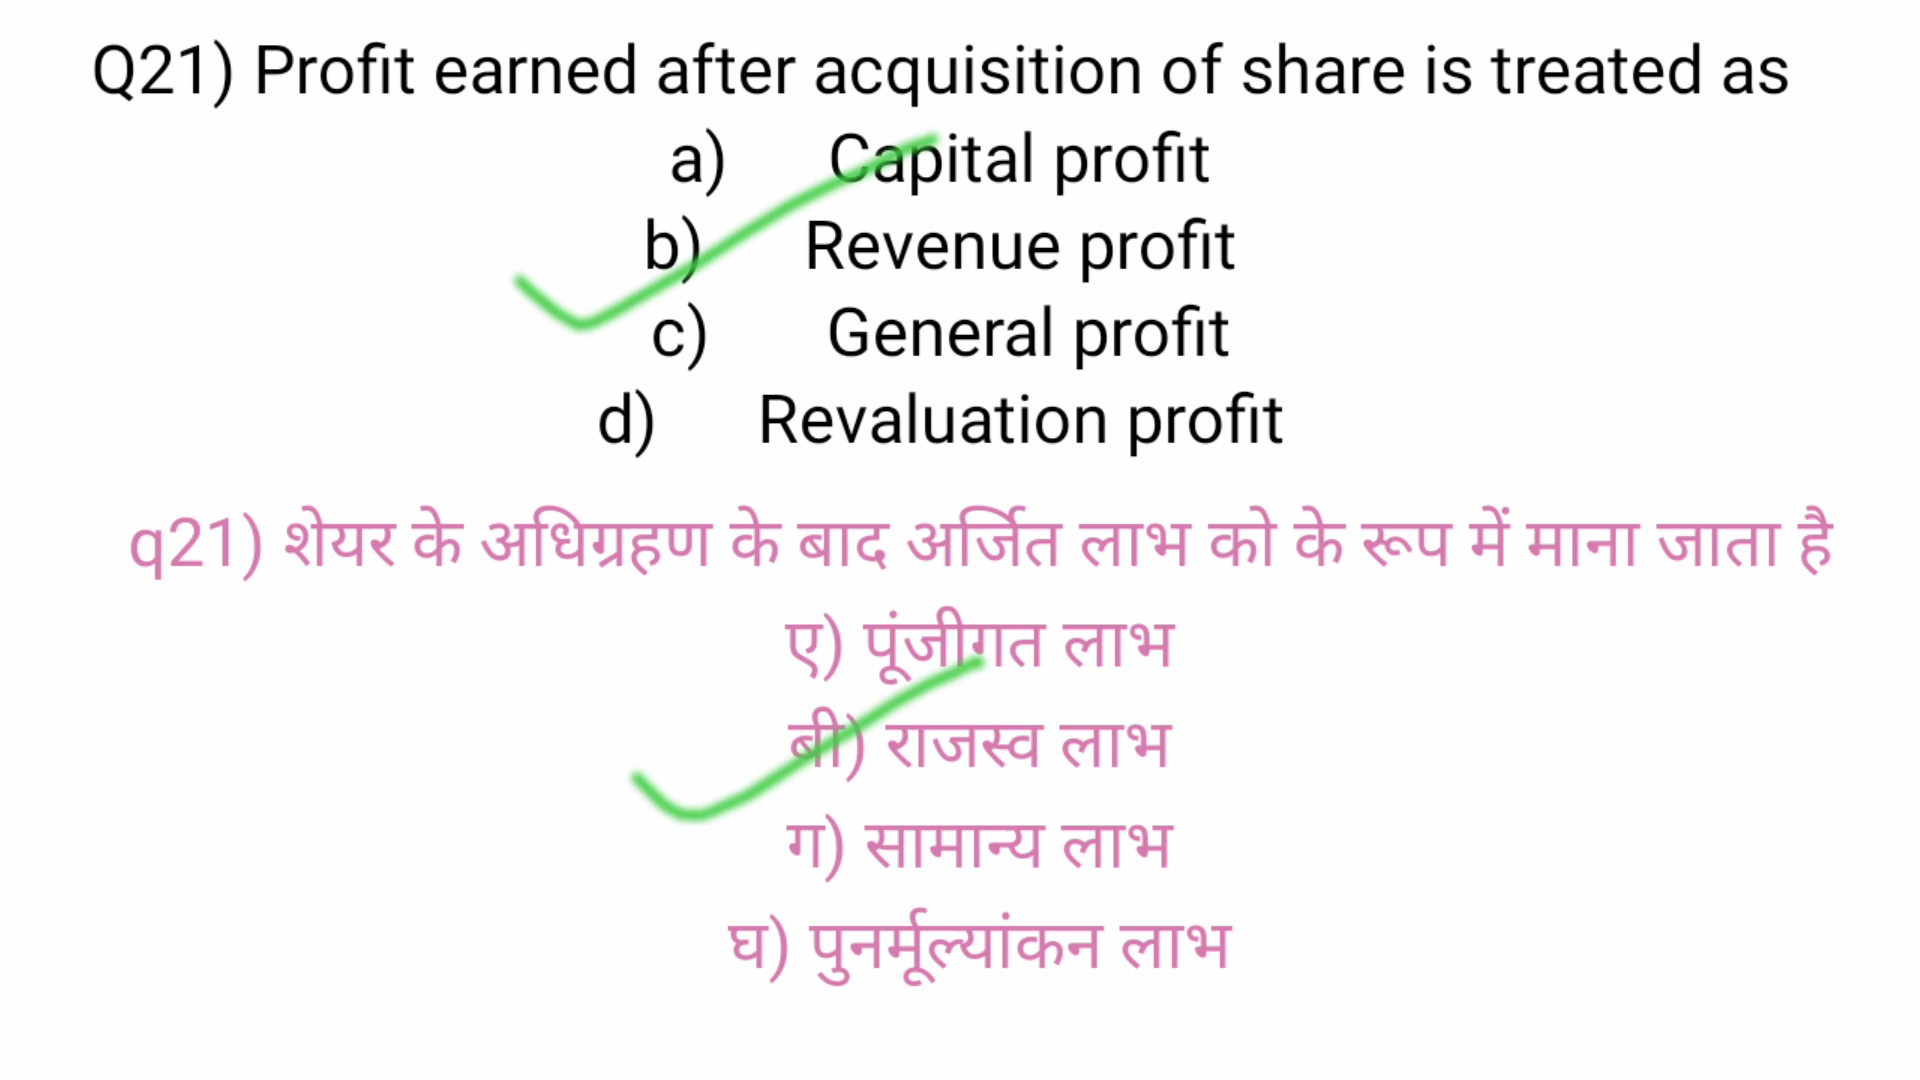 Q21) Profit earned after acquisition of share is treated as
a) Capital profit
b) Revenue profit
c) General profit
d) Revaluation profit
q21) शेयर के अधिग्रहण के बाद अर्जित लाभ को के रूप में माना जाता है
ए) पूंजीगत लाभ
बी) राजस्व लाभ
ग) सामान्य लाभ
घ) पुनर्मूल्यांकन लाभ